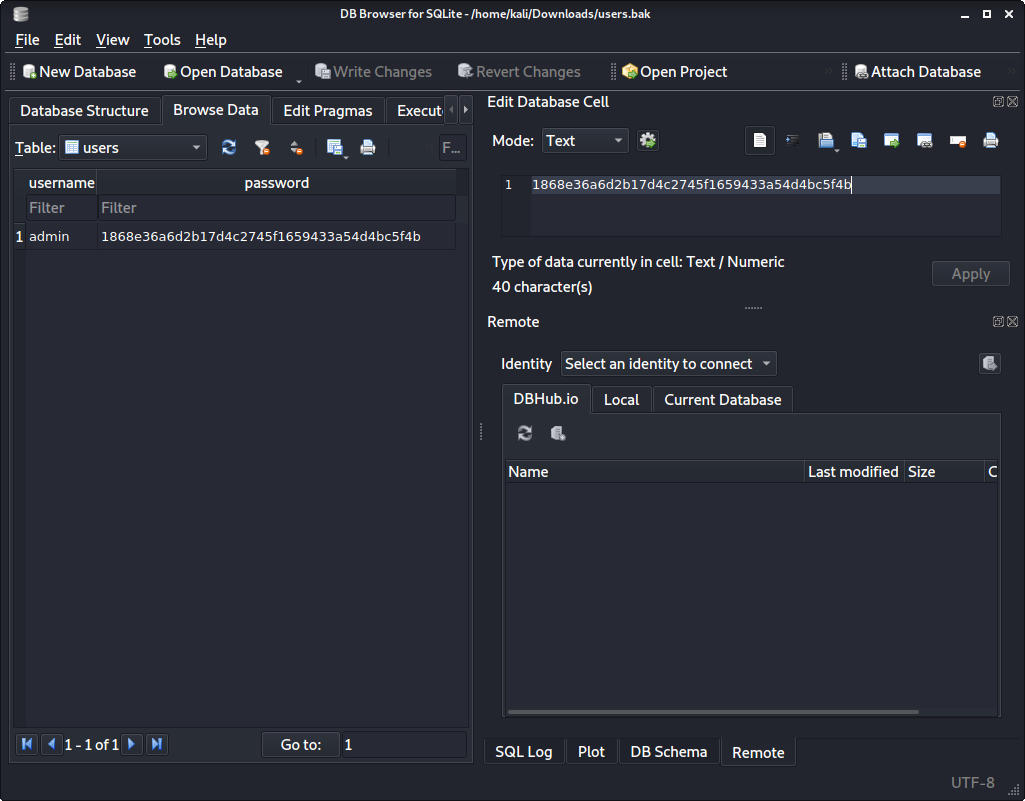 DB Browser for SQLite - /home/kali/Downloads/users.bak
File Edit View Tools Help
New Database Open Database Write Changes Revert Changes Open Project Attach Database
Database Structure Browse Data Edit Pragmas Execut
Table: users F...
username password
Filter Filter
1 admin 1868e36a6d2b17d4c2745f1659433a54d4bc5f4b
1 - 1 of 1 Go to: 1
Edit Database Cell
Mode: Text
1 1868e36a6d2b17d4c2745f1659433a54d4bc5f4b
Type of data currently in cell: Text / Numeric
40 character(s)
Apply
Remote
Identity Select an identity to connect
DBHub.io Local Current Database
Name Last modified Size C
SQL Log Plot DB Schema Remote
UTF-8